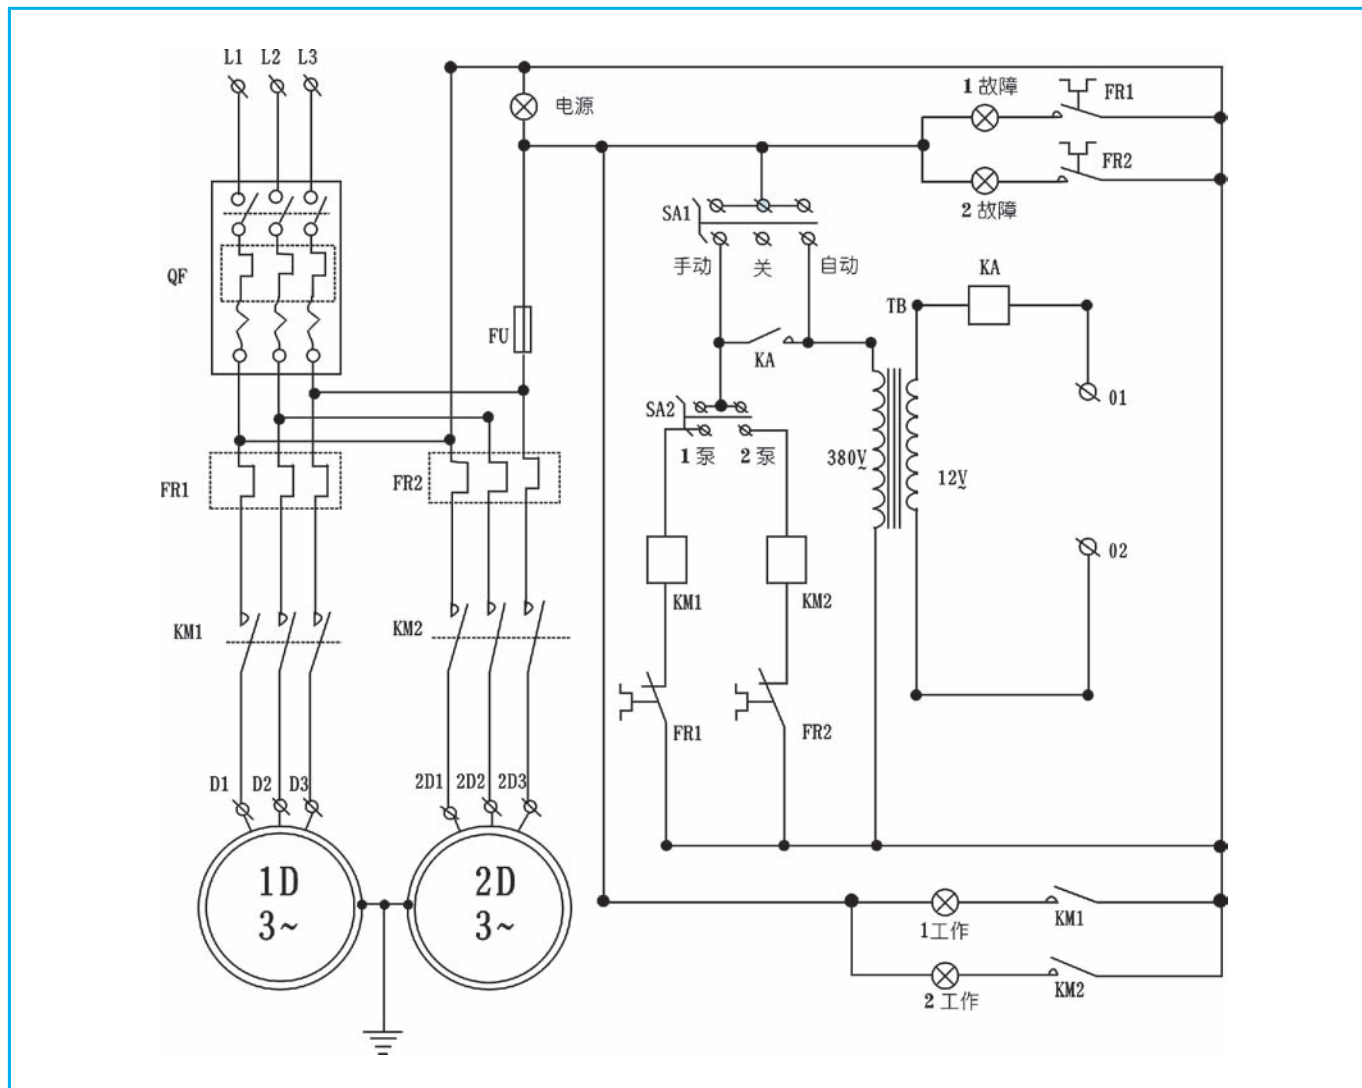 L1 L2 L3
电源
1 故障
FR1
FR2
2 故障
SA1
手动 关 自动
QF
KA
TB
FU
KA
01
SA2
1 泵 2 泵
380V
12V
FR1
FR2
02
KM1
KM2
KM1
KM2
FR1
FR2
D1 D2 D3
2D1 2D2 2D3
1D
3~
2D
3~
1工作
KM1
2 工作
KM2